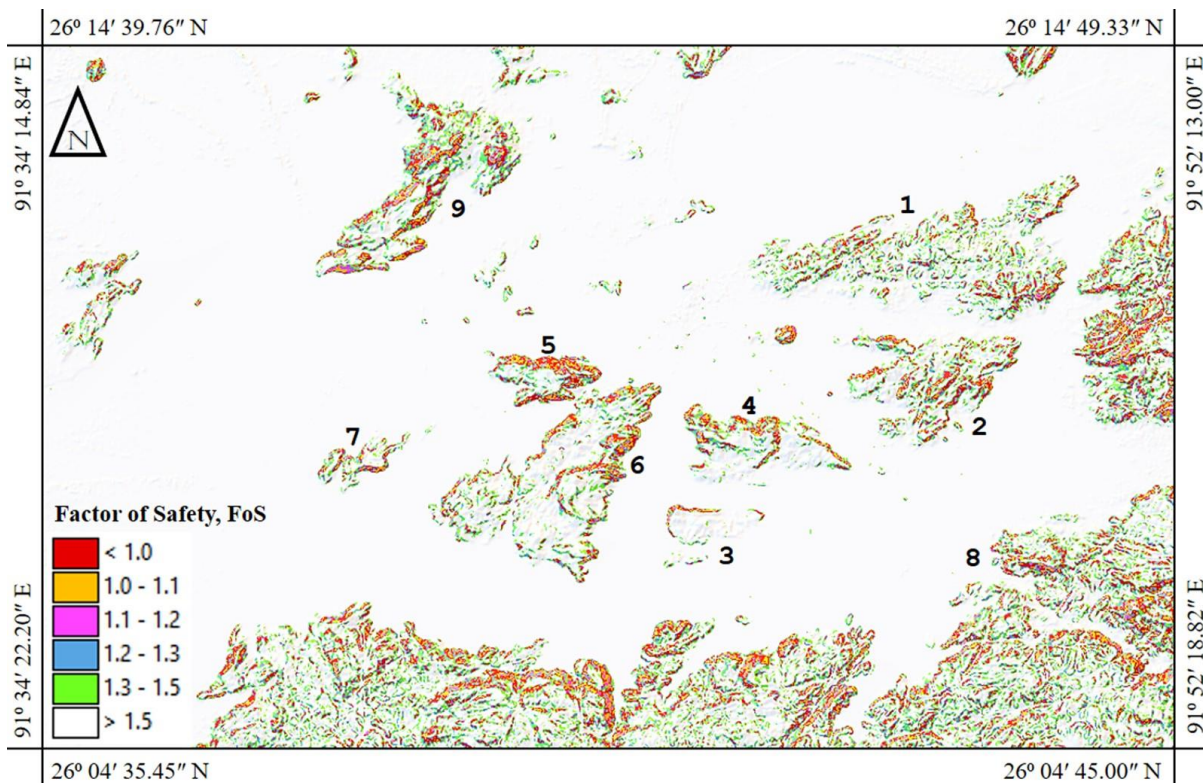 26º 14′ 39.76″ N
26º 14′ 49.33″ N
91º 34′ 14.84″ E
91º 52′ 13.00″ E
N
1
9
5
4
2
7
6
3
8
Factor of Safety, FoS
< 1.0
1.0 - 1.1
1.1 - 1.2
1.2 - 1.3
1.3 - 1.5
> 1.5
91º 34′ 22.20″ E
91º 52′ 18.82″ E
26º 04′ 35.45″ N
26º 04′ 45.00″ N